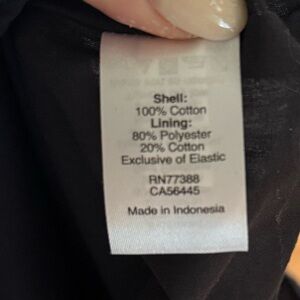 Shell:
100% Cotton
Lining:
80% Polyester
20% Cotton
Exclusive of Elastic
RN77388
CA56445
Made in Indonesia